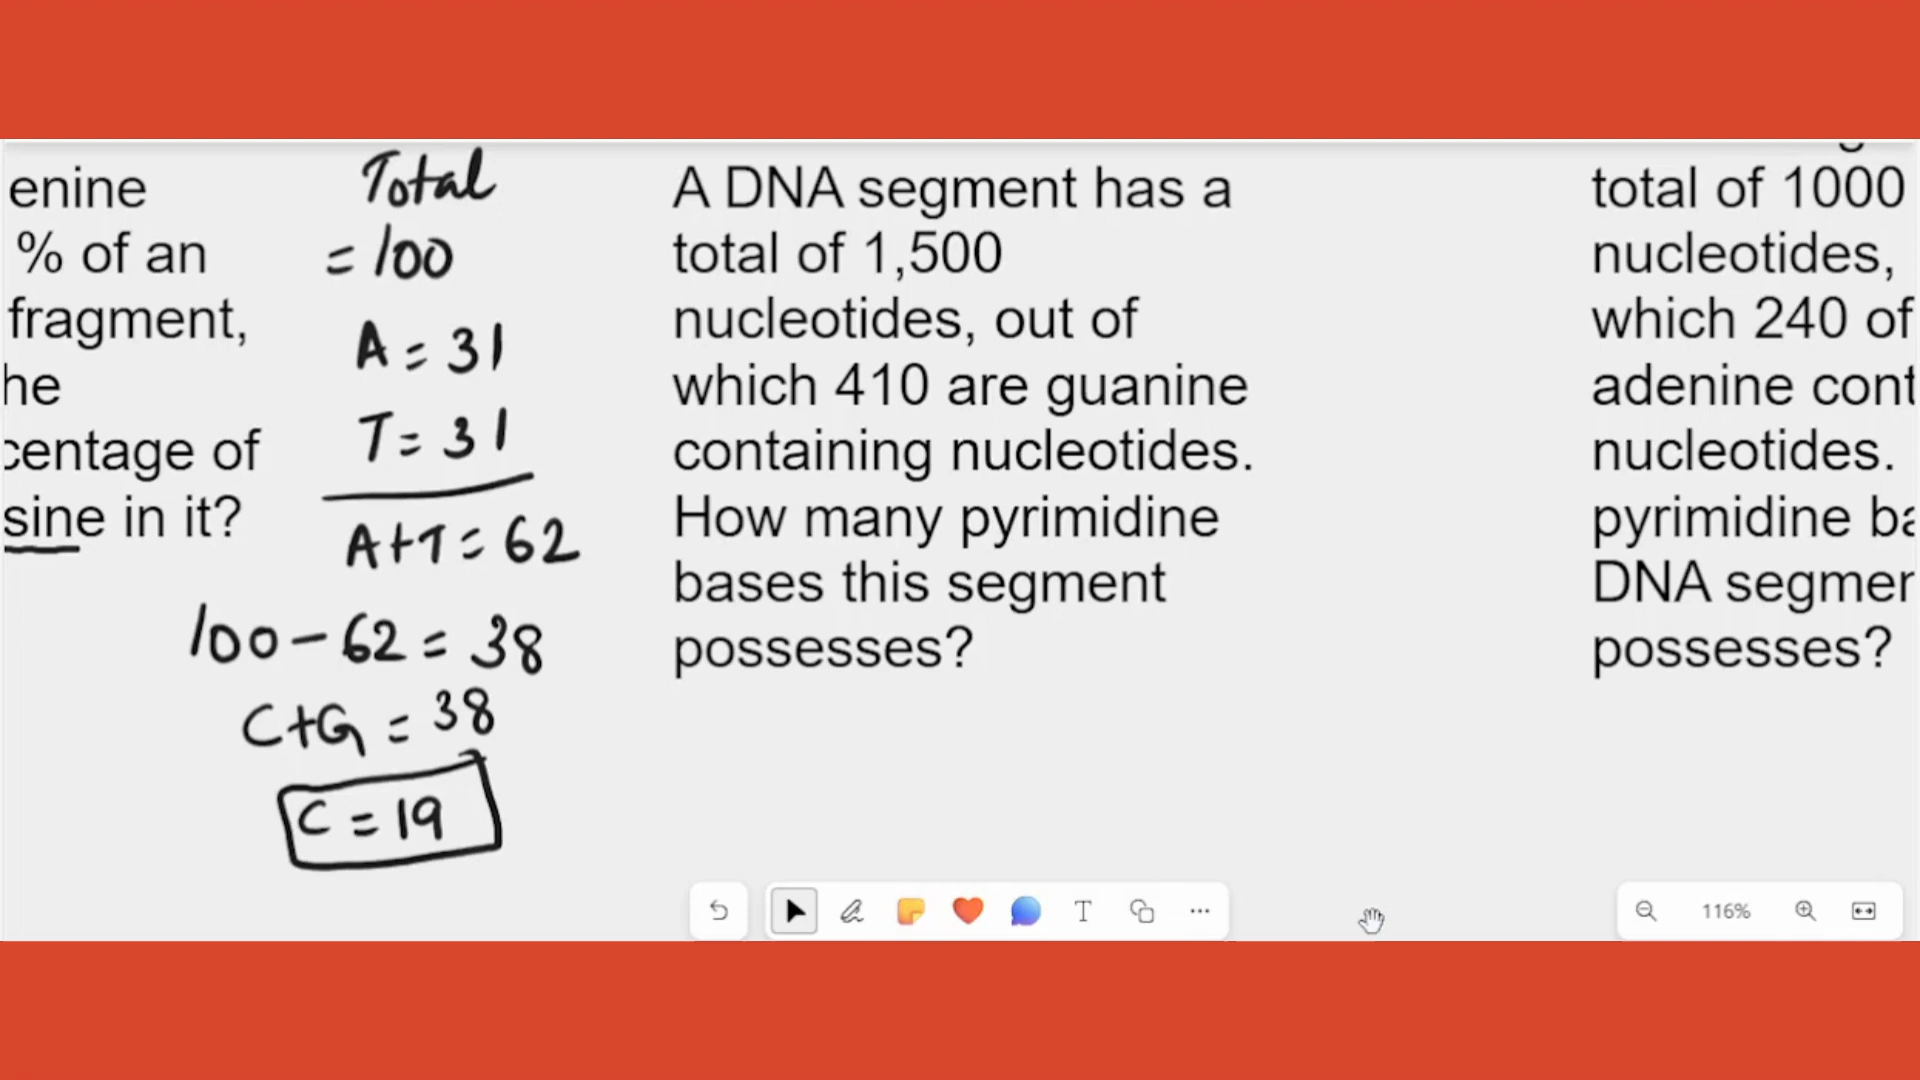 enine
% of an
fragment,
he
centage of
sine in it?
Total
= 100
A = 31
T = 31
A+T = 62
100 - 62 = 38
C+G = 38
C = 19
A DNA segment has a
total of 1,500
nucleotides, out of
which 410 are guanine
containing nucleotides.
How many pyrimidine
bases this segment
possesses?
total of 1000
nucleotides,
which 240 of
adenine cont
nucleotides.
pyrimidine ba
DNA segmen
possesses?
T
116%